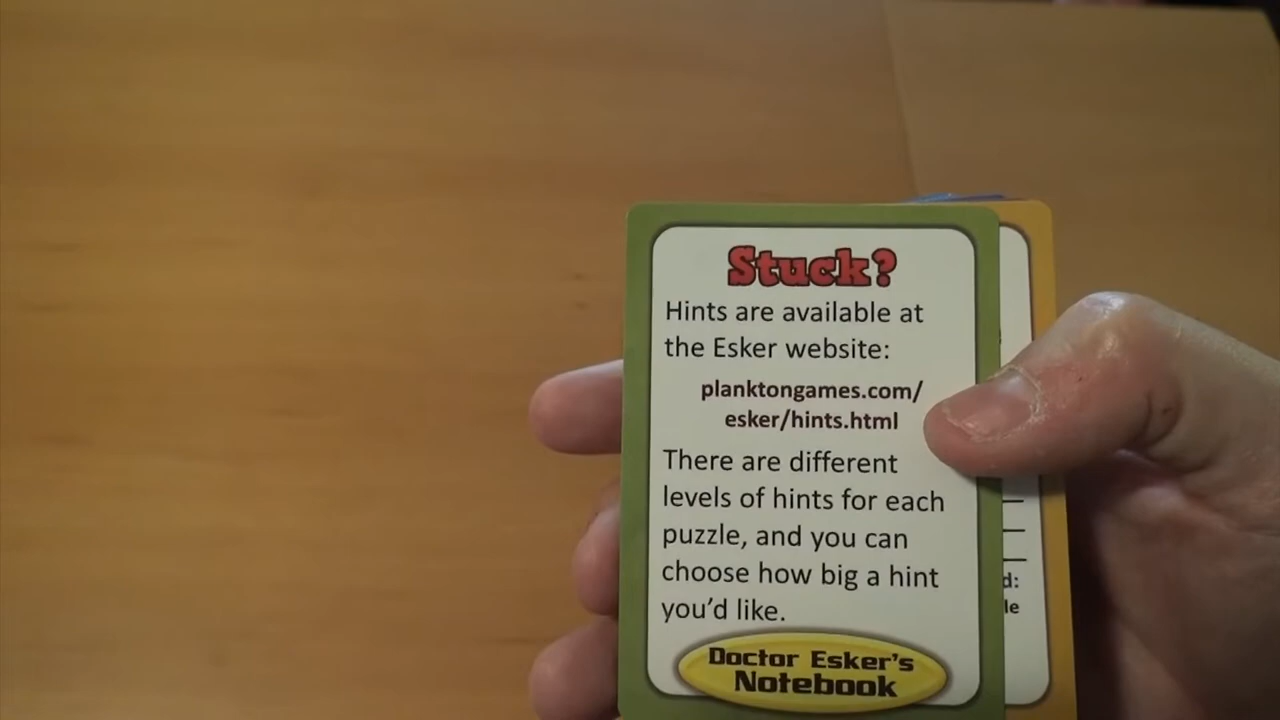 Stuck?
Hints are available at
the Esker website:
planktongames.com/
esker/hints.html
There are different
levels of hints for each
puzzle, and you can
choose how big a hint
you'd like.
Doctor Esker's
Notebook
d:
le